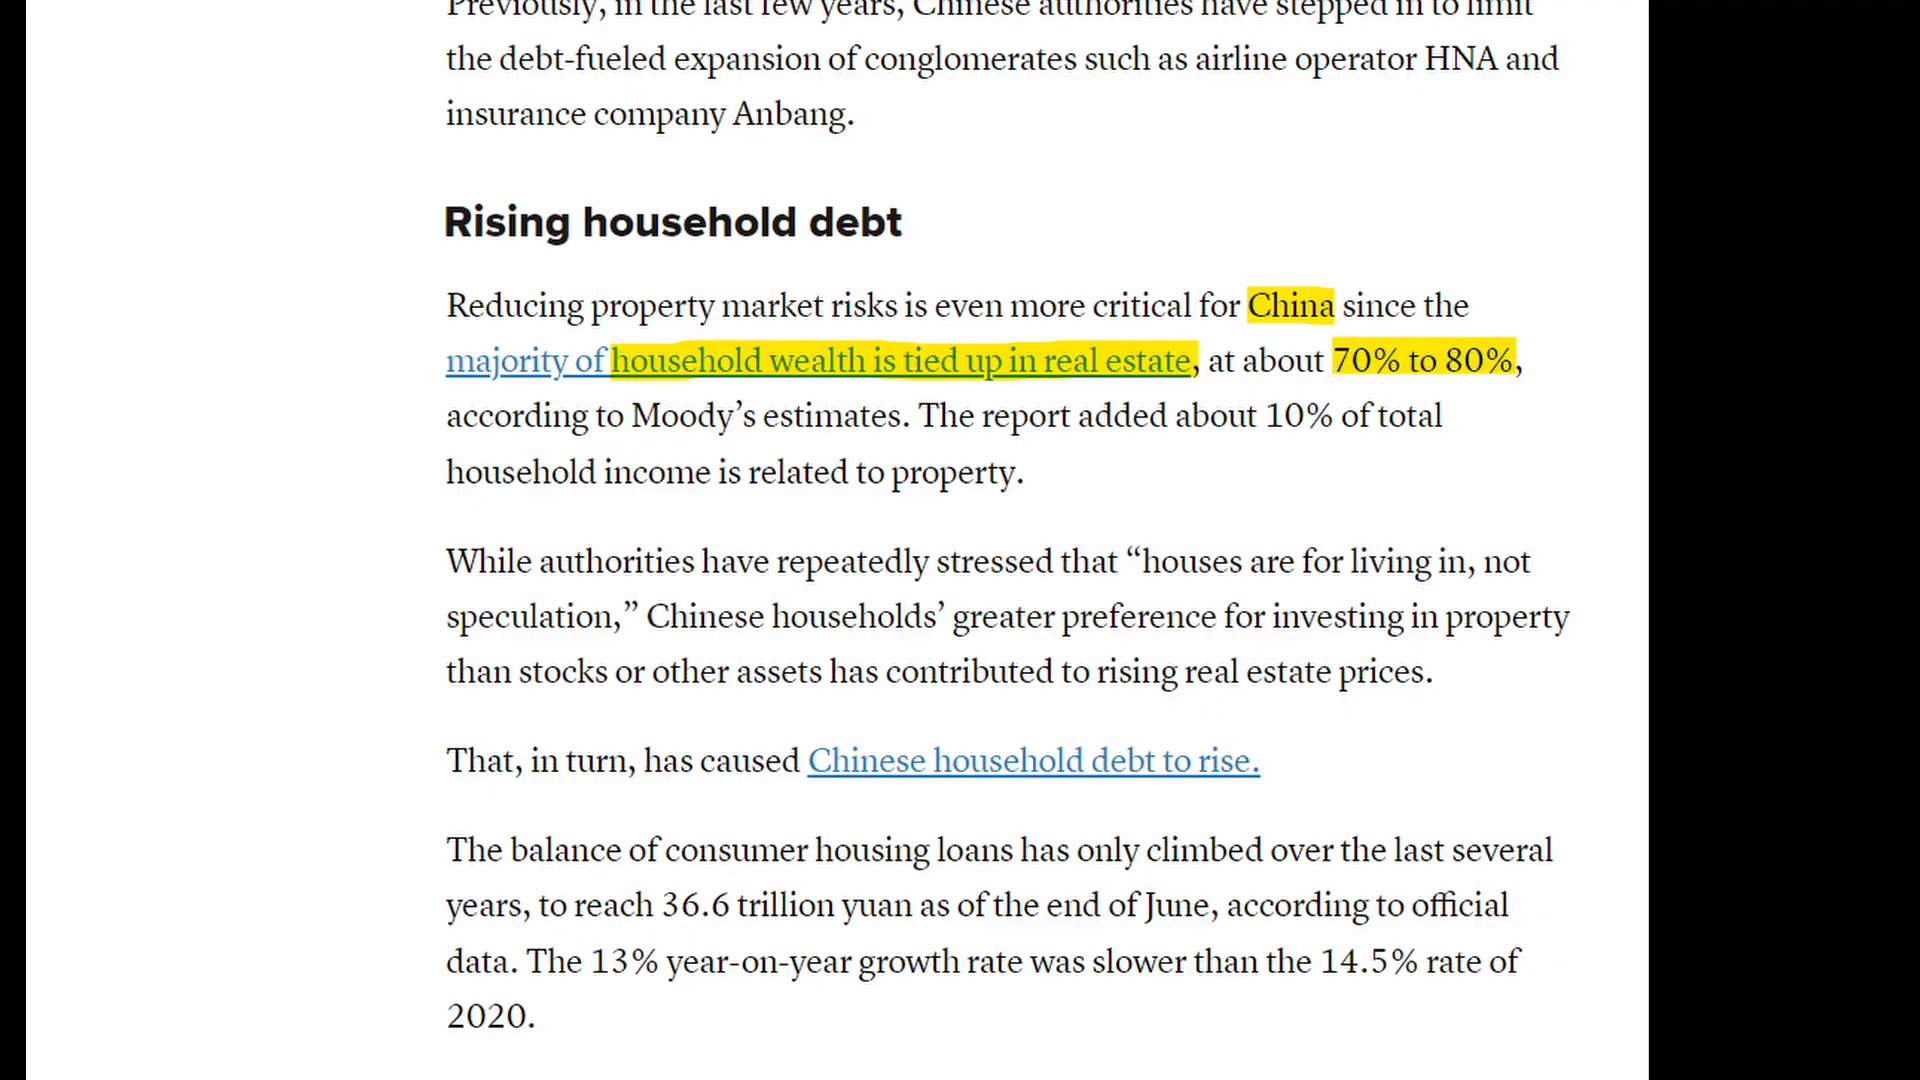 Previously, in the last few years, Chinese authorities have stepped in to limit
the debt-fueled expansion of conglomerates such as airline operator HNA and
insurance company Anbang.
Rising household debt
Reducing property market risks is even more critical for China since the
majority of household wealth is tied up in real estate, at about 70% to 80%,
according to Moody’s estimates. The report added about 10% of total
household income is related to property.
While authorities have repeatedly stressed that “houses are for living in, not
speculation,” Chinese households’ greater preference for investing in property
than stocks or other assets has contributed to rising real estate prices.
That, in turn, has caused Chinese household debt to rise.
The balance of consumer housing loans has only climbed over the last several
years, to reach 36.6 trillion yuan as of the end of June, according to official
data. The 13% year-on-year growth rate was slower than the 14.5% rate of
2020.